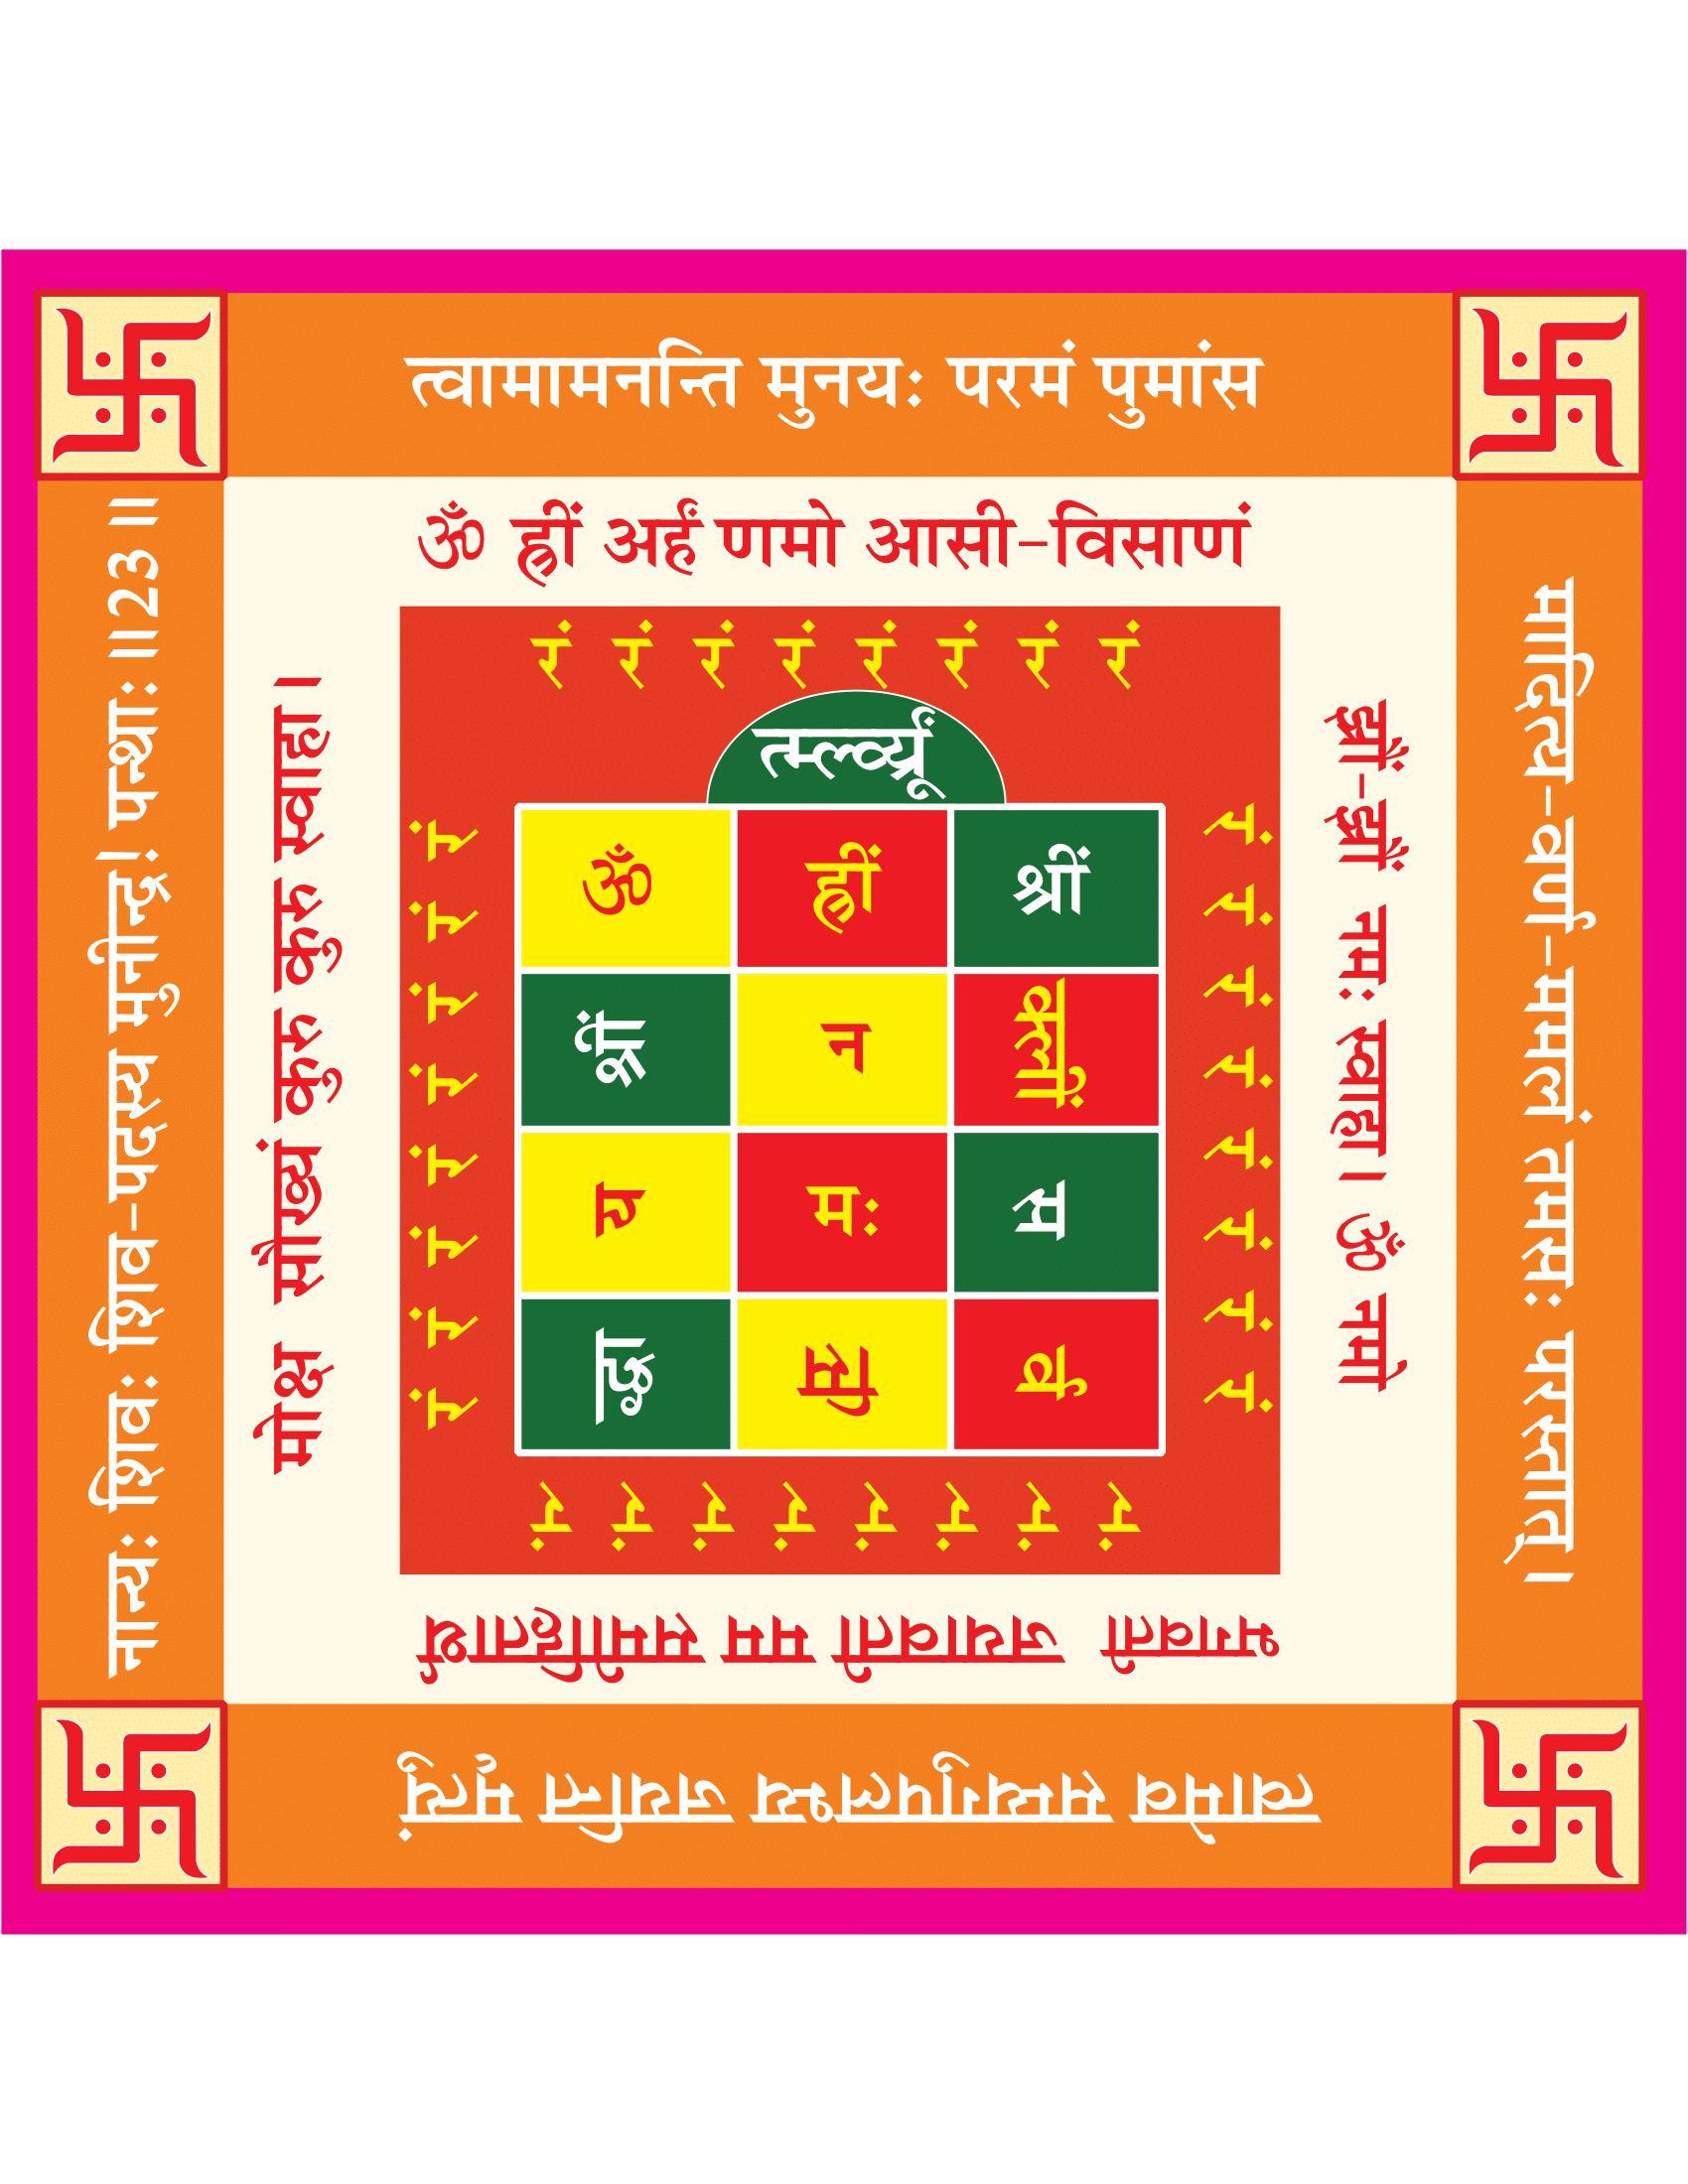 त्वामामनन्ति मुनयः परमं पुमांस
मादित्य-वर्ण-ममलं तमसः परस्तात्।
त्वामेव सम्यगुपलभ्य जयन्ति मृत्युं
नान्यः शिवः शिव-पदस्य मुनीन्द्र! पन्थाः ॥23॥
ॐ ह्रीं अर्हं णमो आसी-विसाणं
नमः स्वाहा। ॐ नमो
भगवती जयावती मम समीहितार्थ
मोक्ष सौख्यं कुरु कुरु स्वाहा।
रं रं रं रं रं रं रं रं
रं रं रं रं रं रं रं रं
रं रं रं रं रं रं रं रं
रं रं रं रं रं रं रं रं
त्म्ल्व्र्यूं
ॐ ह्रीं श्रीं
श्रीं न क्लीं
य मः स
द्धा सि र्व